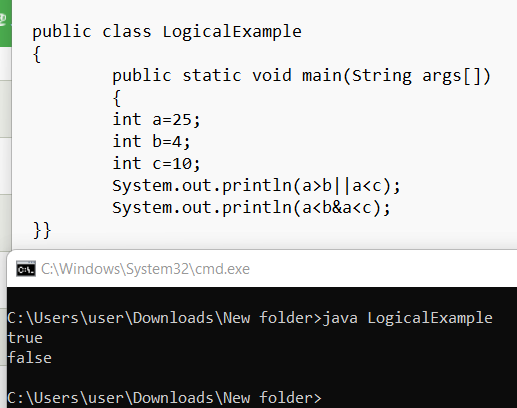 public class LogicalExample
{
public static void main(String args[])
{
int a=25;
int b=4;
int c=10;
System.out.println(a>b||a<c);
System.out.println(a<b&a<c);
}}
C:\Windows\System32\cmd.exe
C:\Users\user\Downloads\New folder>java LogicalExample
true
false
C:\Users\user\Downloads\New folder>